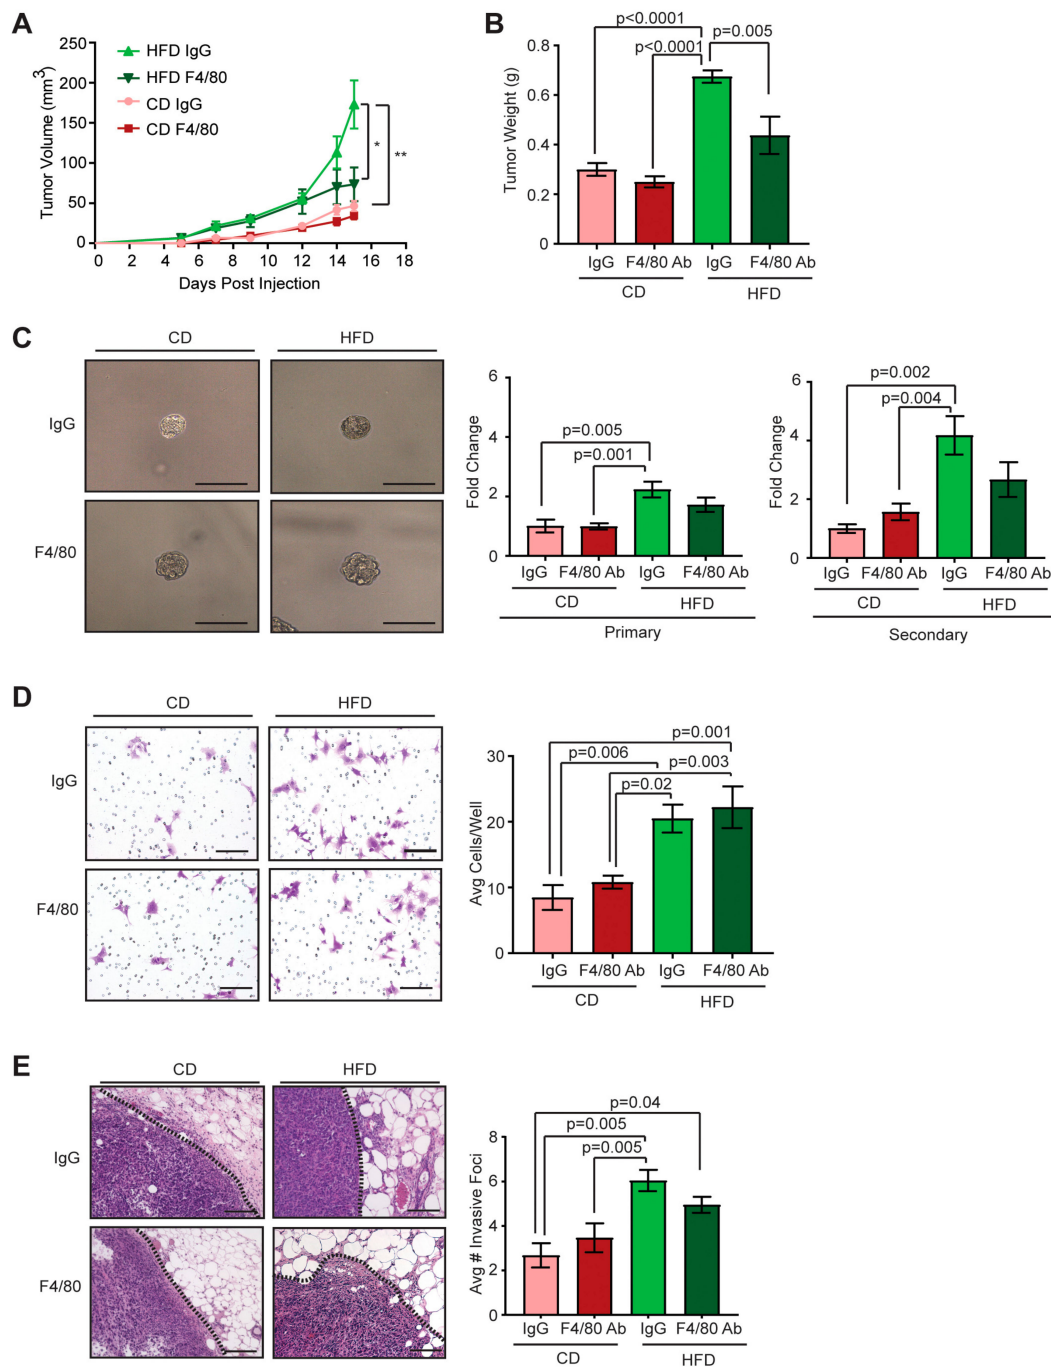 A
250
200
150
100
50
0
Tumor Volume (mm3)
HFD IgG
HFD F4/80
CD IgG
CD F4/80
*
**
0 2 4 6 8 10 12 14 16 18
Days Post Injection
B
p<0.0001
p<0.0001
p=0.005
0.8
0.6
0.4
0.2
0
Tumor Weight (g)
IgG F4/80 Ab IgG F4/80 Ab
CD HFD
C
CD HFD
IgG
F4/80
6
4
2
0
Fold Change
p=0.005
p=0.001
IgG F4/80 Ab IgG F4/80 Ab
CD HFD
Primary
6
4
2
0
Fold Change
p=0.002
p=0.004
IgG F4/80 Ab IgG F4/80 Ab
CD HFD
Secondary
D
CD HFD
IgG
F4/80
30
20
10
0
Avg Cells/Well
p=0.001
p=0.006
p=0.003
p=0.02
IgG F4/80 Ab IgG F4/80 Ab
CD HFD
E
CD HFD
IgG
F4/80
8
6
4
2
0
Avg # Invasive Foci
p=0.04
p=0.005
p=0.005
IgG F4/80 Ab IgG F4/80 Ab
CD HFD